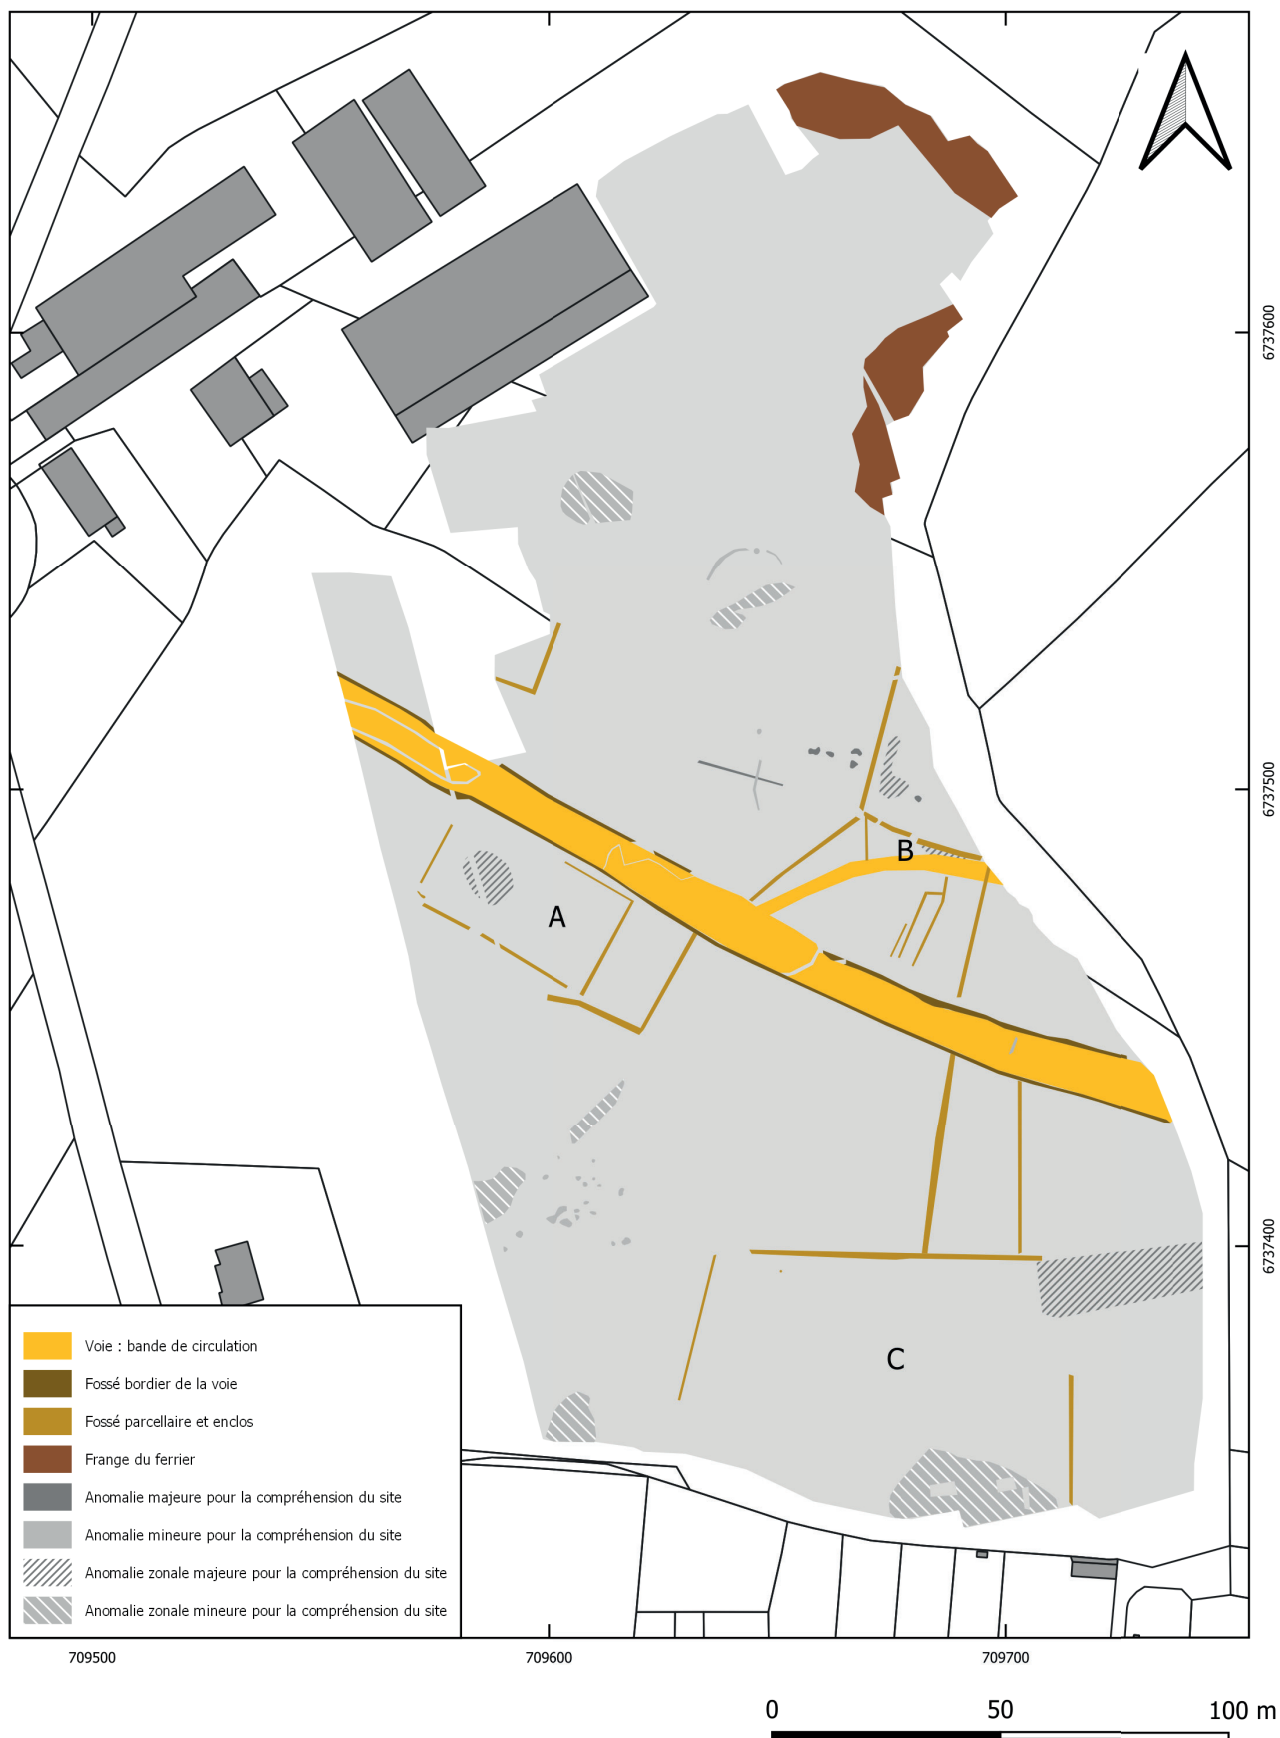 6737600
6737500
B
A
6737400
C
Voie : bande de circulation
Fossé bordier de la voie
Fossé parcellaire et enclos
Frange du ferrier
Anomalie majeure pour la compréhension du site
Anomalie mineure pour la compréhension du site
Anomalie zonale majeure pour la compréhension du site
Anomalie zonale mineure pour la compréhension du site
709500 709600 709700
0 50 100 m